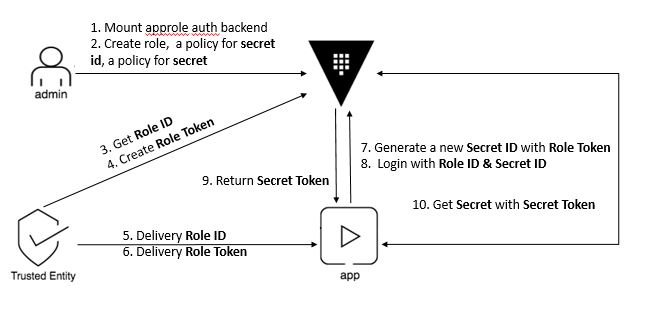 1. Mount approle auth backend
2. Create role,  a policy for secret
id, a policy for secret
admin
3. Get Role ID
4. Create Role Token
7. Generate a new Secret ID with Role Token
8.  Login with Role ID & Secret ID
9. Return Secret Token
10. Get Secret with Secret Token
5. Delivery Role ID
6. Delivery Role Token
Trusted Entity
app